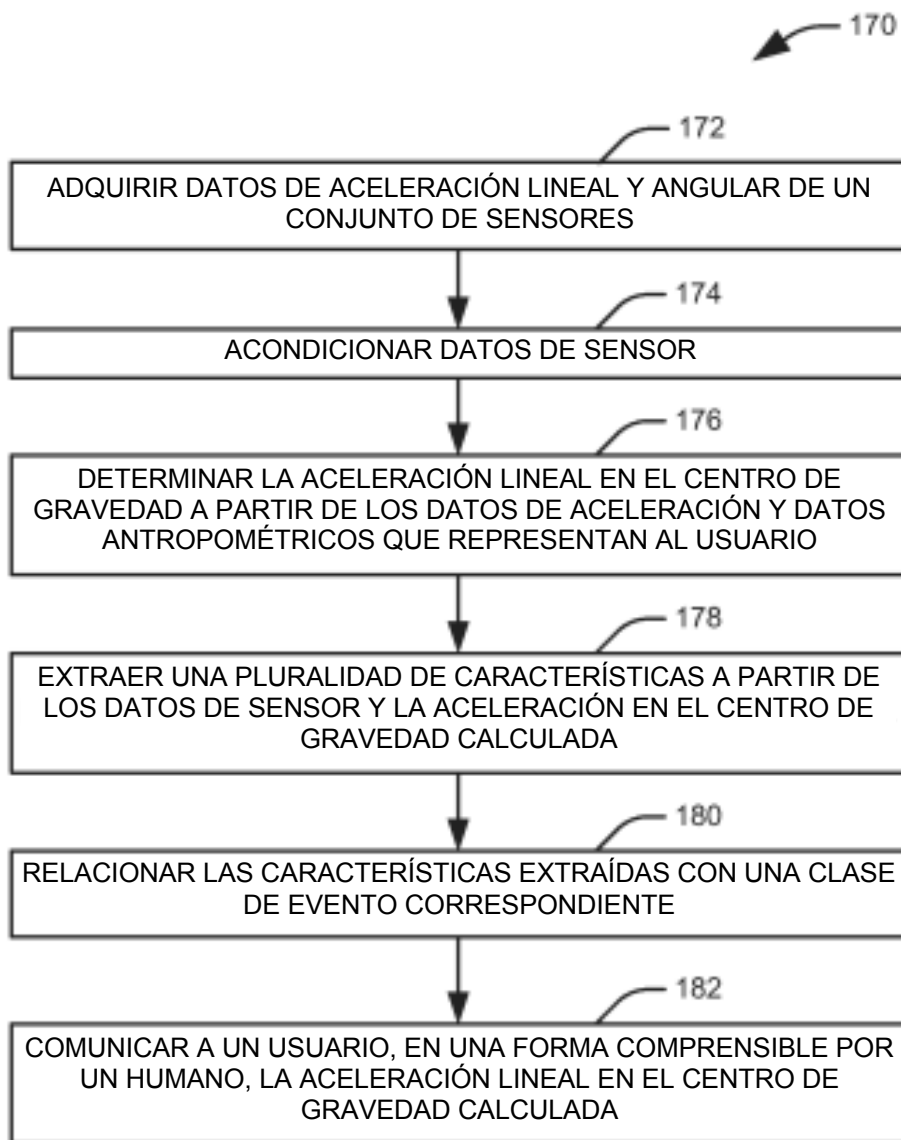 170
172
ADQUIRIR DATOS DE ACELERACIÓN LINEAL Y ANGULAR DE UN
CONJUNTO DE SENSORES
174
ACONDICIONAR DATOS DE SENSOR
176
DETERMINAR LA ACELERACIÓN LINEAL EN EL CENTRO DE
GRAVEDAD A PARTIR DE LOS DATOS DE ACELERACIÓN Y DATOS
ANTROPOMÉTRICOS QUE REPRESENTAN AL USUARIO
178
EXTRAER UNA PLURALIDAD DE CARACTERÍSTICAS A PARTIR DE
LOS DATOS DE SENSOR Y LA ACELERACIÓN EN EL CENTRO DE
GRAVEDAD CALCULADA
180
RELACIONAR LAS CARACTERÍSTICAS EXTRAÍDAS CON UNA CLASE
DE EVENTO CORRESPONDIENTE
182
COMUNICAR A UN USUARIO, EN UNA FORMA COMPRENSIBLE POR
UN HUMANO, LA ACELERACIÓN LINEAL EN EL CENTRO DE
GRAVEDAD CALCULADA